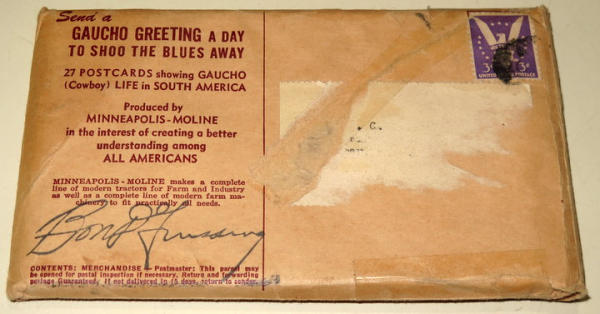 Send a
GAUCHO GREETING A DAY
TO SHOO THE BLUES AWAY
27 POSTCARDS showing GAUCHO
(Cowboy) LIFE in SOUTH AMERICA
Produced by
MINNEAPOLIS-MOLINE
in the interest of creating a better
understanding among
ALL AMERICANS
MINNEAPOLIS-MOLINE makes a complete
line of modern tractors for Farm and Industry
as well as a complete line of modern farm ma-
chinery to fit practically all needs.
CONTENTS: MERCHANDISE - Postmaster: This parcel may
be opened for postal inspection if necessary. Return and forwarding
postage Guaranteed. If not delivered in 15 days, return to sender.
3¢ 3¢
UNITED STATES POSTAGE